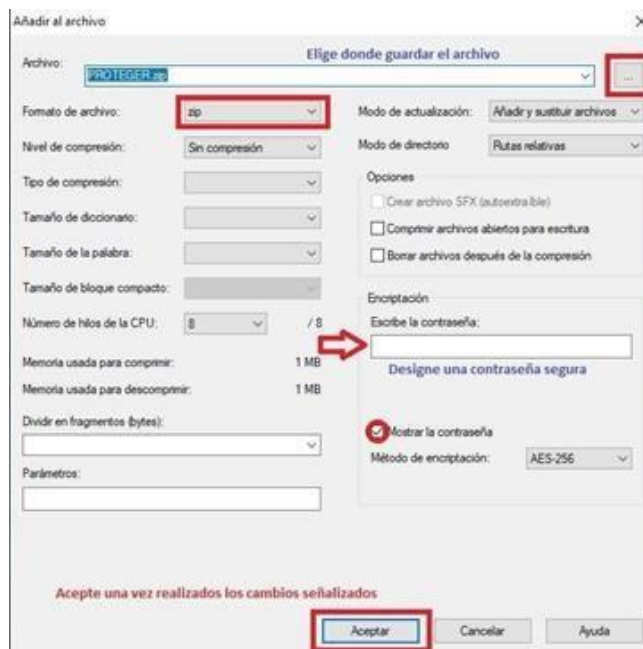 Añadir al archivo
Elige donde guardar el archivo
Archivo:
PROTEGER.zip
...
Formato de archivo:
zip
Modo de actualización:
Añadir y sustituir archivos
Nivel de compresión:
Sin compresión
Modo de directorio
Rutas relativas
Tipo de compresión:
Opciones
Crear archivo SFX (autoextraible)
Tamaño de diccionario:
Comprimir archivos abiertos para escritura
Tamaño de la palabra:
Borrar archivos después de la compresión
Tamaño de bloque compacto:
Encriptación
Número de hilos de la CPU:
8
/ 8
Escribe la contraseña:
Memoria usada para comprimir:
1 MB
Designe una contraseña segura
Memoria usada para descomprimir:
1 MB
Dividir en fragmentos (bytes):
Mostrar la contraseña
Método de encriptación:
AES-256
Parámetros:
Acepte una vez realizados los cambios señalizados
Aceptar
Cancelar
Ayuda